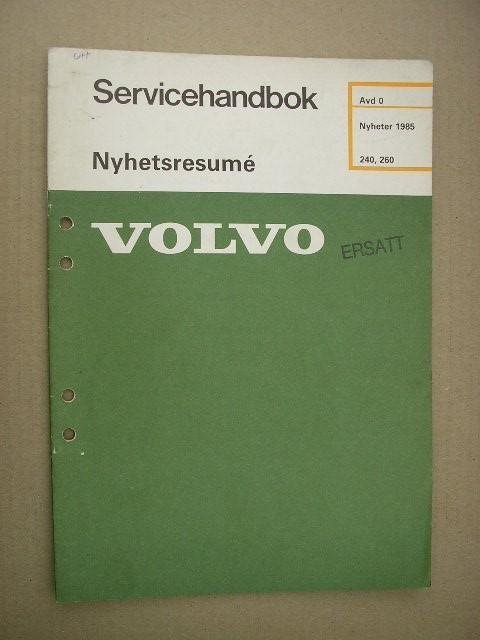 Servicehandbok
Nyhetsresumé
Avd 0
Nyheter 1985
240, 260
VOLVO
ERSATT